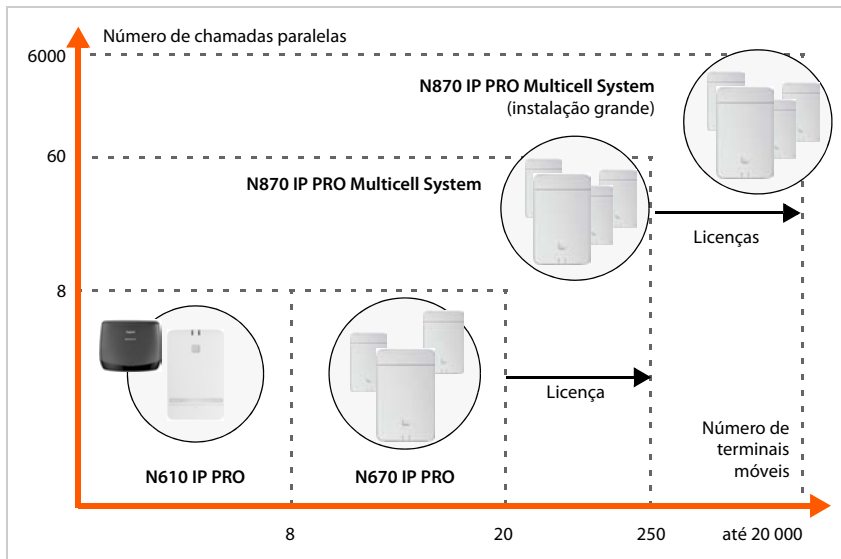 Número de chamadas paralelas
6000
N870 IP PRO Multicell System
(instalação grande)
60
N870 IP PRO Multicell System
Licenças
8
Licença
Número de
terminais
móveis
N610 IP PRO
N670 IP PRO
8
20
250
até 20 000